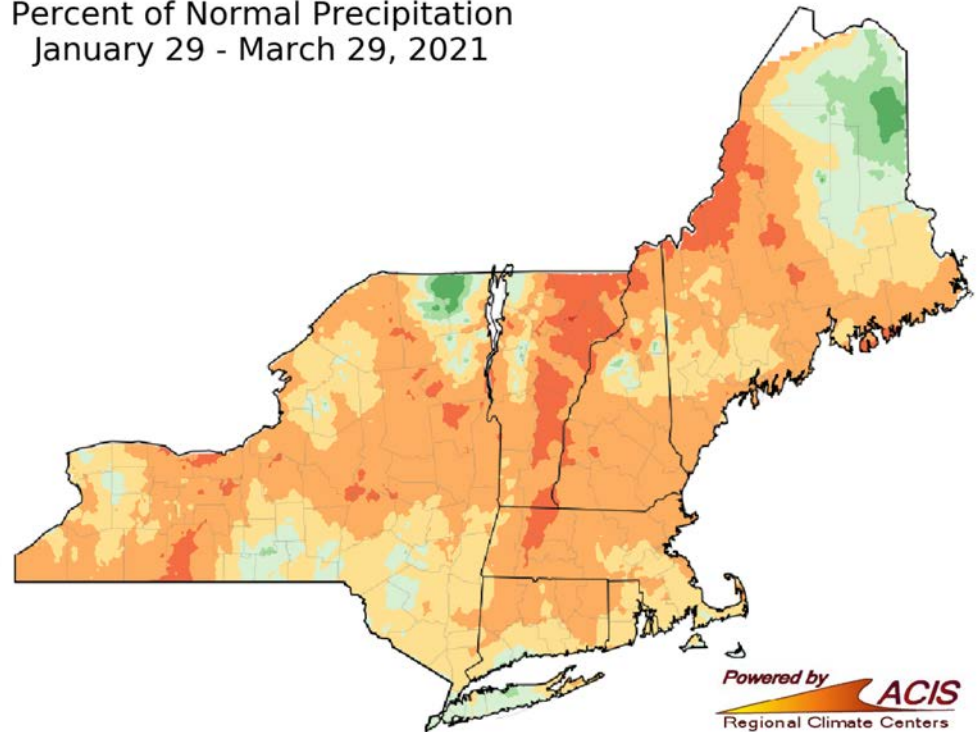 Percent of Normal Precipitation
January 29 - March 29, 2021
Powered by
ACIS
Regional Climate Centers